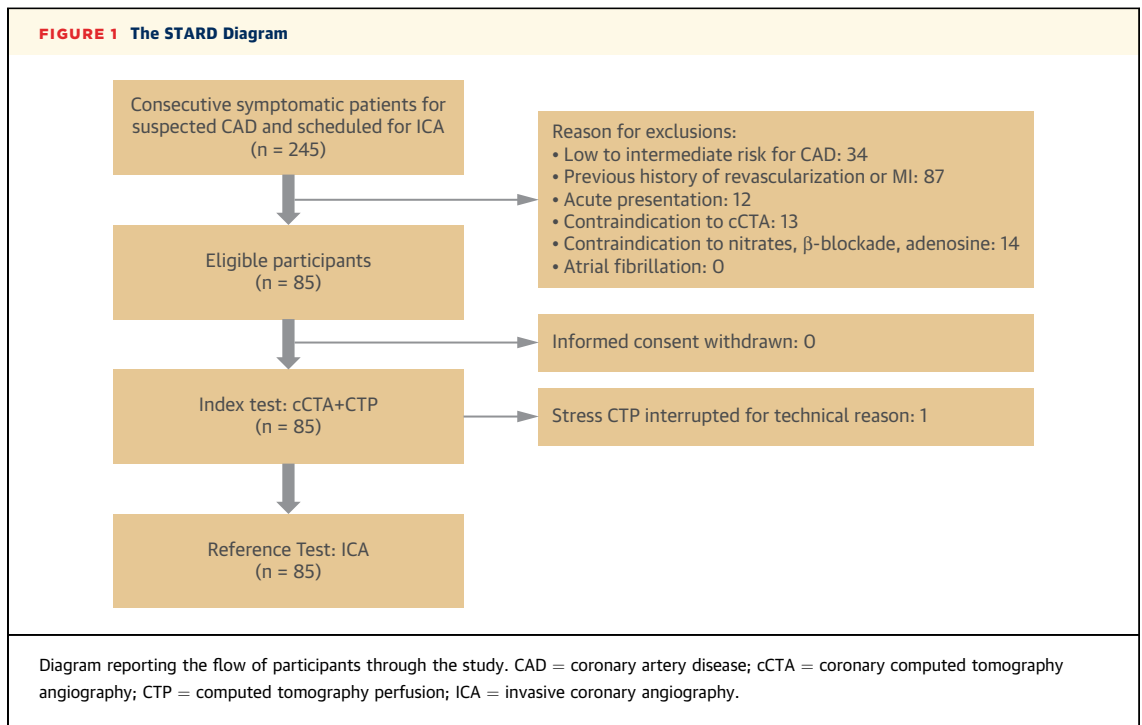 FIGURE 1 The STARD Diagram
Consecutive symptomatic patients for
suspected CAD and scheduled for ICA
(n = 245)
Reason for exclusions:
• Low to intermediate risk for CAD: 34
• Previous history of revascularization or MI: 87
• Acute presentation: 12
• Contraindication to cCTA: 13
• Contraindication to nitrates, β-blockade, adenosine: 14
• Atrial fibrillation: 0
Eligible participants
(n = 85)
Informed consent withdrawn: 0
Index test: cCTA+CTP
(n = 85)
Stress CTP interrupted for technical reason: 1
Reference Test: ICA
(n = 85)
Diagram reporting the flow of participants through the study. CAD = coronary artery disease; cCTA = coronary computed tomography
angiography; CTP = computed tomography perfusion; ICA = invasive coronary angiography.